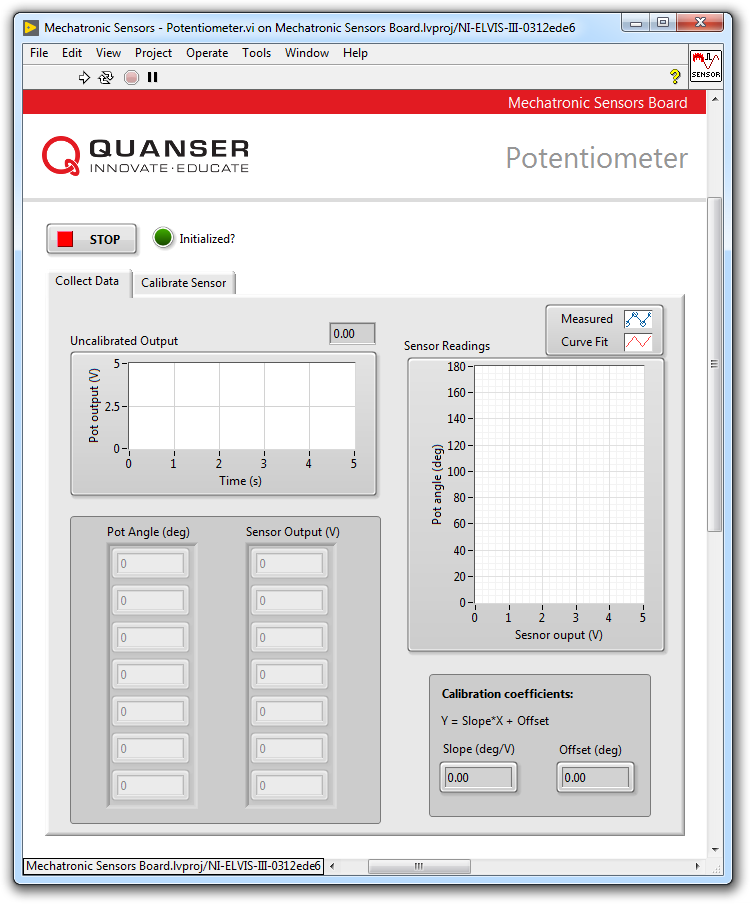 Mechatronic Sensors - Potentiometer.vi on Mechatronic Sensors Board.lvproj/NI-ELVIS-III-0312ede6
File Edit View Project Operate Tools Window Help
SENSOR
Mechatronic Sensors Board
QUANSER
INNOVATE·EDUCATE
Potentiometer
STOP
Initialized?
Collect Data
Calibrate Sensor
Uncalibrated Output
0.00
Pot output (V)
5
2.5
0
0 1 2 3 4 5
Time (s)
Pot Angle (deg)
Sensor Output (V)
0 0
0 0
0 0
0 0
0 0
0 0
0 0
Sensor Readings
Measured
Curve Fit
Pot angle (deg)
180
160
140
120
100
80
60
40
20
0
0 1 2 3 4 5
Sesnor ouput (V)
Calibration coefficients:
Y = Slope*X + Offset
Slope (deg/V)
Offset (deg)
0.00
0.00
Mechatronic Sensors Board.lvproj/NI-ELVIS-III-0312ede6